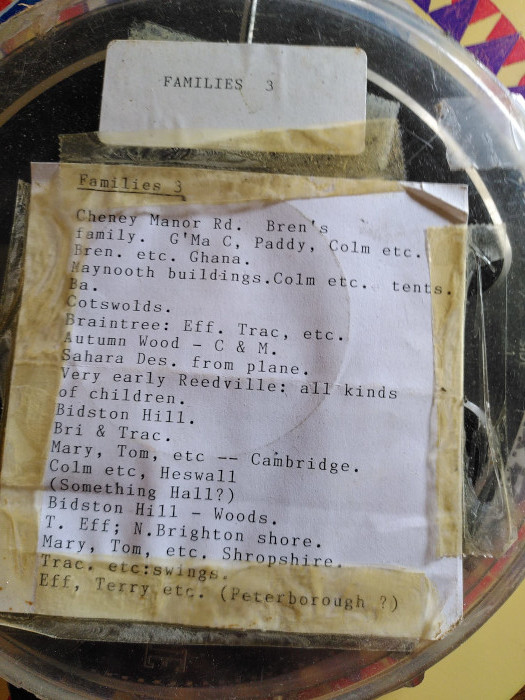 FAMILIES 3
Families 3
Cheney Manor Rd. Bren's
family. G'Ma C, Paddy, Colm etc.
Bren. etc. Ghana.
Maynooth buildings.Colm etc. tents.
Ba.
Cotswolds.
Braintree: Eff. Trac, etc.
Autumn Wood - C & M.
Sahara Des. from plane.
Very early Reedville: all kinds
of children.
Bidston Hill.
Bri & Trac.
Mary, Tom, etc -- Cambridge.
Colm etc, Heswall
(Something Hall?)
Bidston Hill - Woods.
T. Eff; N.Brighton shore.
Mary, Tom, etc. Shropshire.
Trac. etc:swings.
Eff, Terry etc. (Peterborough ?)